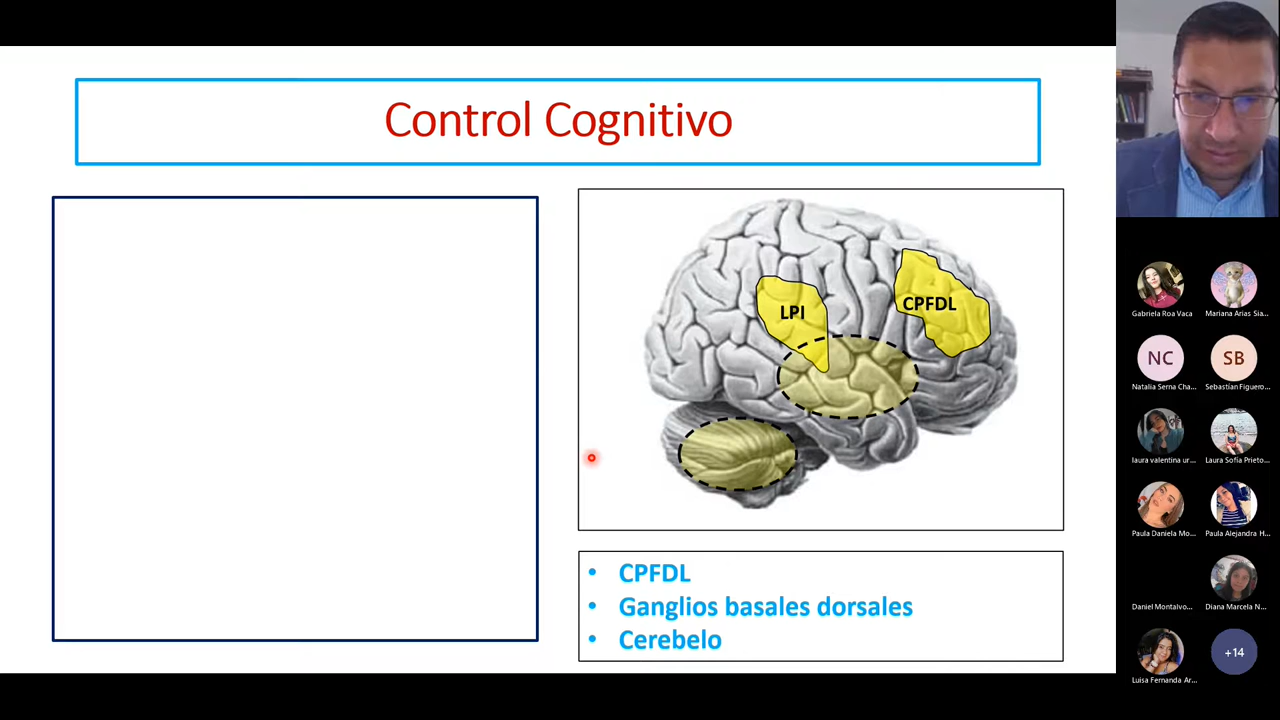 Control Cognitivo
LPI
CPFDL
• CPFDL
• Ganglios basales dorsales
• Cerebelo
Gabriela Roa Vaca
Mariana Arias Sia...
NC
SB
Natalia Serna Cha...
Sebastían Figuero...
laura valentina ur...
Laura Sofia Prieto...
Paula Daniela Mo...
Paula Alejandra H...
Daniel Montalvo...
Diana Marcela N...
Luisa Fernanda Ar...
+14